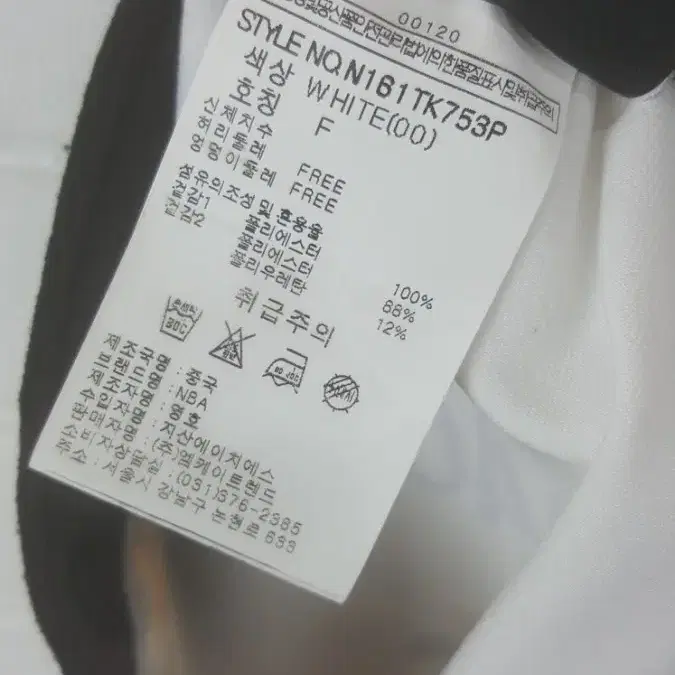 00120
STYLE NO.N161TK753P
색상 WHITE(00)
호칭 F
신체치수
허리둘레 FREE
엉덩이둘레 FREE
섬유의조성 및 혼용율
겉감1 폴리에스터 100%
겉감2 폴리에스터 88%
폴리우레탄 12%
취급주의
제조국명 : 중국
브랜드명 : NBA
제조자명 : 영호
수입자명 : 지산에이치에스
판매자명 : (주)엠케이트렌드
소비자상담실 : (031)876-2385
주소 : 서울시 강남구 논현로 633